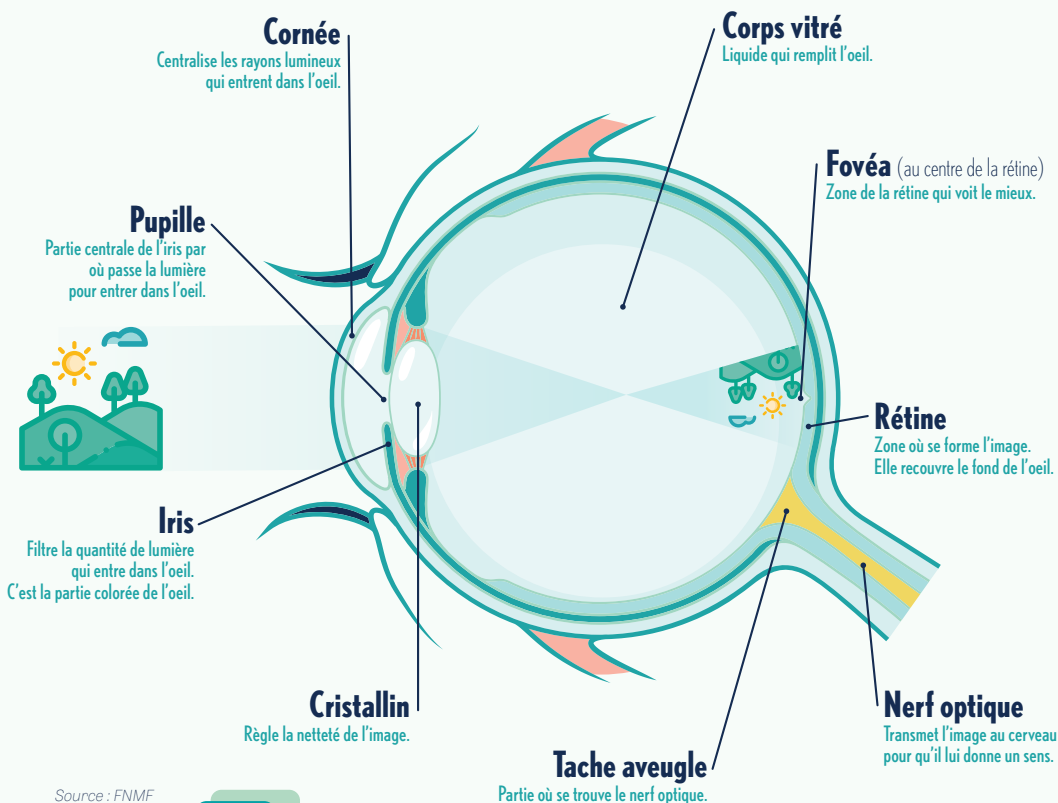 Cornée
Centralise les rayons lumineux
qui entrent dans l'oeil.
Corps vitré
Liquide qui remplit l'oeil.
Fovéa (au centre de la rétine)
Zone de la rétine qui voit le mieux.
Pupille
Partie centrale de l'iris par
où passe la lumière
pour entrer dans l'oeil.
Rétine
Zone où se forme l'image.
Elle recouvre le fond de l'oeil.
Iris
Filtre la quantité de lumière
qui entre dans l'oeil.
C'est la partie colorée de l'oeil.
Cristallin
Règle la netteté de l'image.
Nerf optique
Transmet l'image au cerveau
pour qu'il lui donne un sens.
Tache aveugle
Partie où se trouve le nerf optique.
Source : FNMF